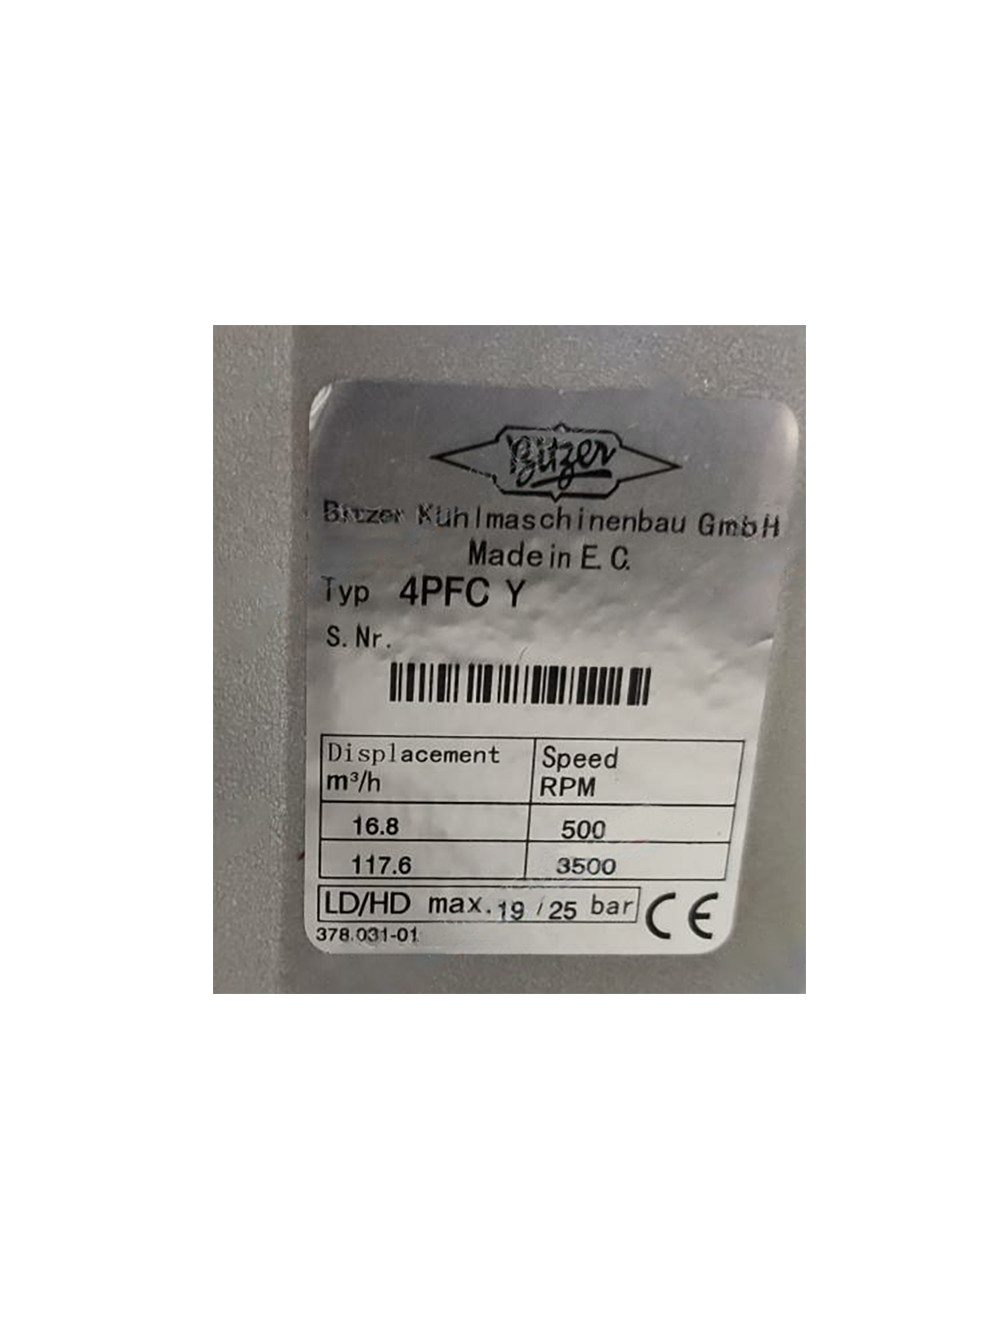 Bitzer
Bitzer Kühlmaschinenbau GmbH
Made in E.C.
Typ 4PFC Y
S.Nr.
Displacement Speed
m³/h RPM
16.8 500
117.6 3500
LD/HD max. 19 / 25 bar CE
378.031-01